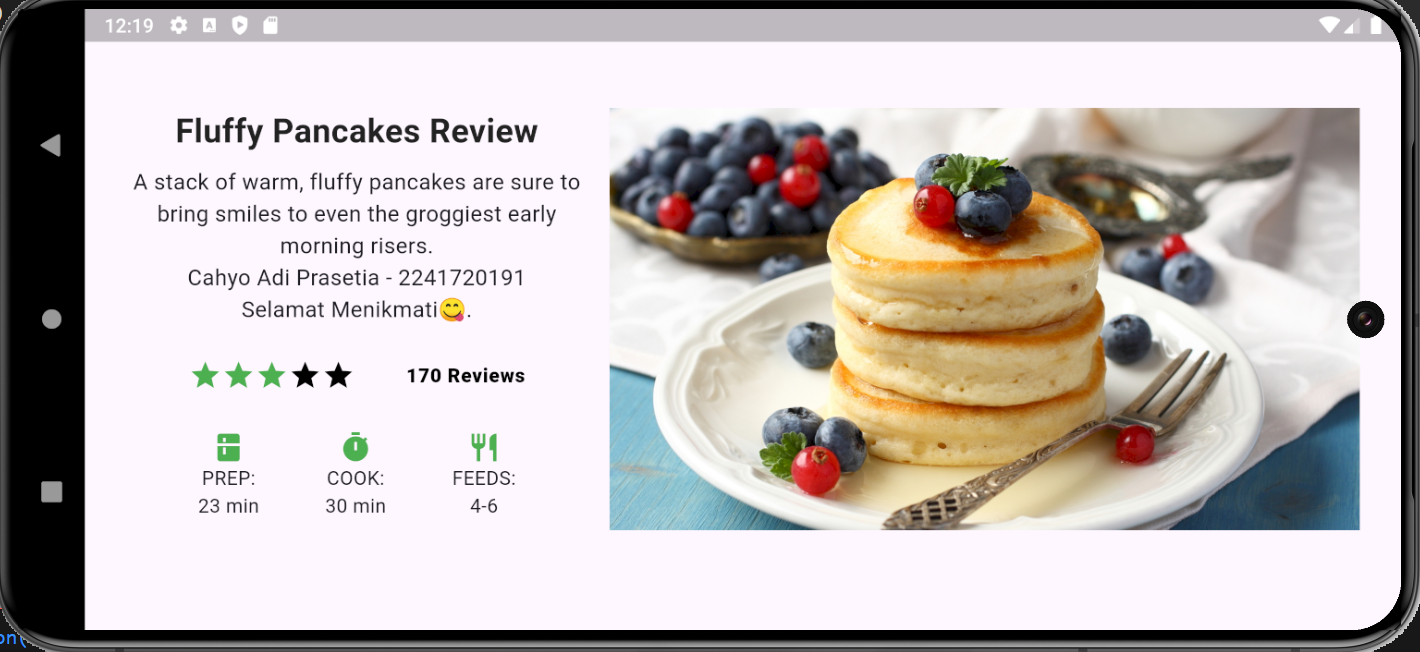 12:19
Fluffy Pancakes Review
A stack of warm, fluffy pancakes are sure to
bring smiles to even the groggiest early
morning risers.
Cahyo Adi Prasetia - 2241720191
Selamat Menikmati😋.
170 Reviews
PREP: COOK: FEEDS:
23 min 30 min 4-6
on(